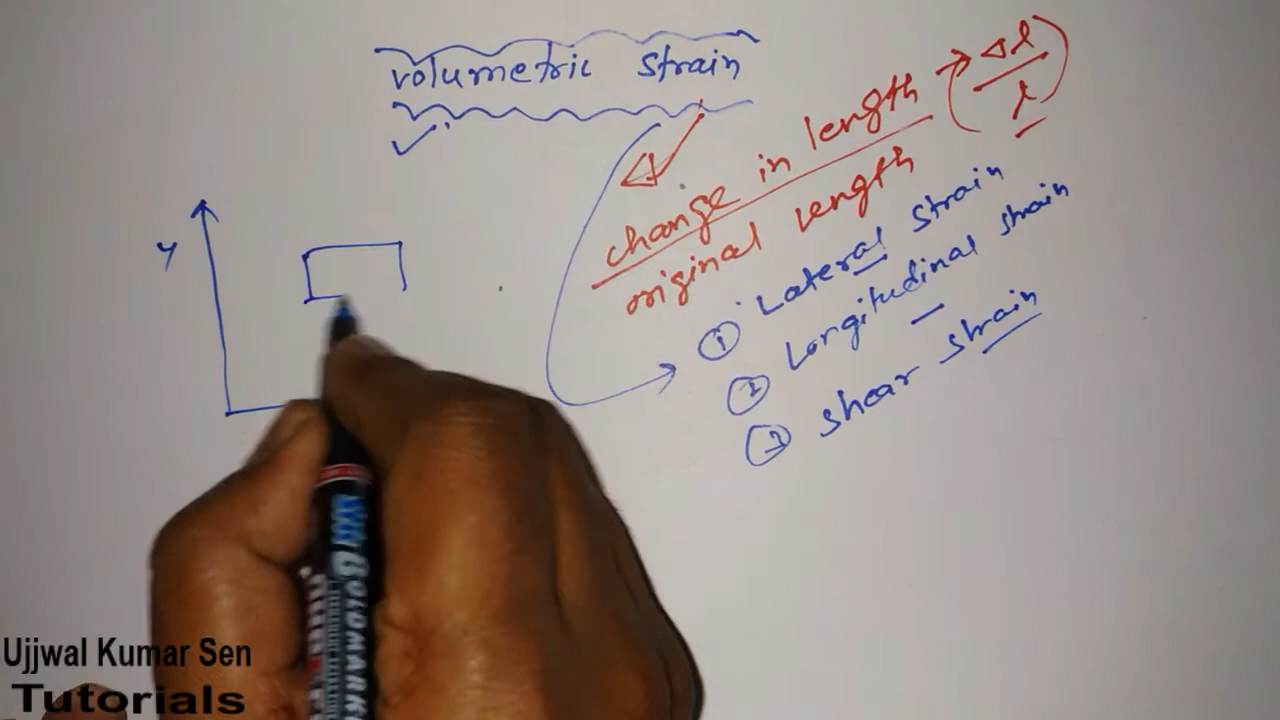 volumetric strain
change in length → (Δl
original length l)
y
① Lateral strain
② Longitudinal strain
③ shear strain
GOLDMARK
Ujjwal Kumar Sen
Tutorials